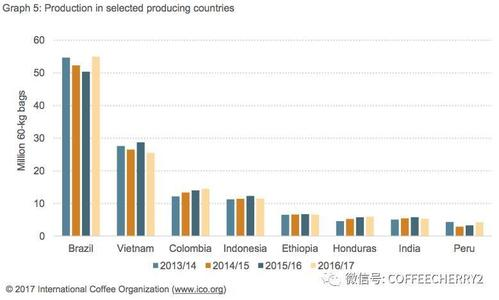 Graph 5: Production in selected producing countries
60
50
40
30
20
10
0
Million 60-kg bags
Brazil Vietnam Colombia Indonesia Ethiopia Honduras India Peru
2013/14 2014/15 2015/16 2016/17
© 2017 International Coffee Organization (www.ico.org)
微信号: COFFEECHERRY2